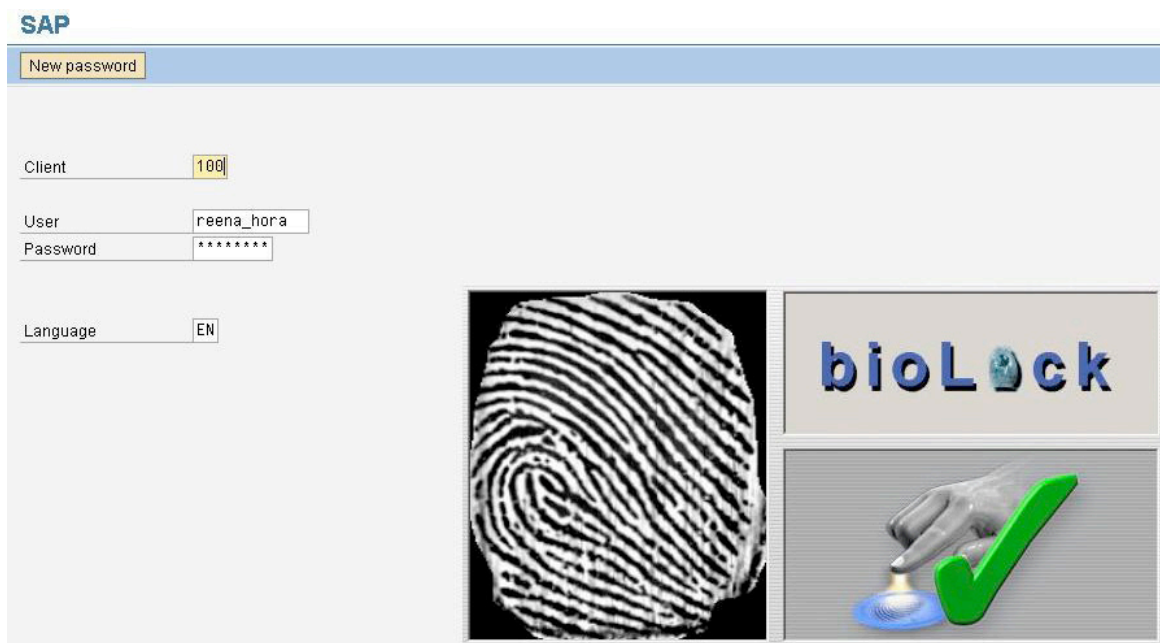 SAP
New password
Client 100
User reena_hora
Password ********
Language EN
bioLock